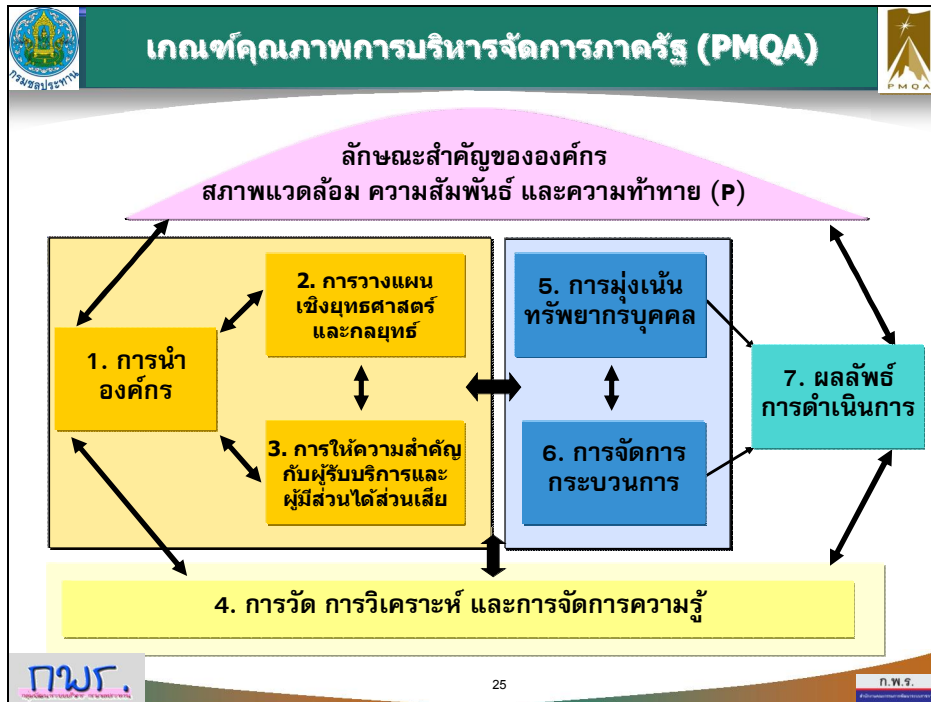 เกณฑ์คุณภาพการบริหารจัดการภาครัฐ (PMQA)
กรมชลประทาน
PMQA
ลักษณะสำคัญขององค์กร
สภาพแวดล้อม ความสัมพันธ์ และความท้าทาย (P)
1. การนำ
องค์กร
2. การวางแผน
เชิงยุทธศาสตร์
และกลยุทธ์
3. การให้ความสำคัญ
กับผู้รับบริการและ
ผู้มีส่วนได้ส่วนเสีย
5. การมุ่งเน้น
ทรัพยากรบุคคล
6. การจัดการ
กระบวนการ
7. ผลลัพธ์
การดำเนินการ
4. การวัด การวิเคราะห์ และการจัดการความรู้
กพร.
25
ก.พ.ร.